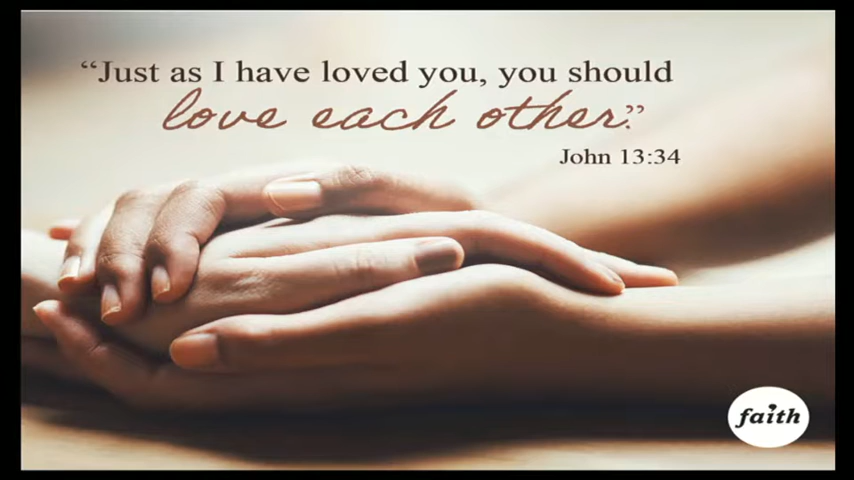 “Just as I have loved you, you should
love each other.”
John 13:34
faith